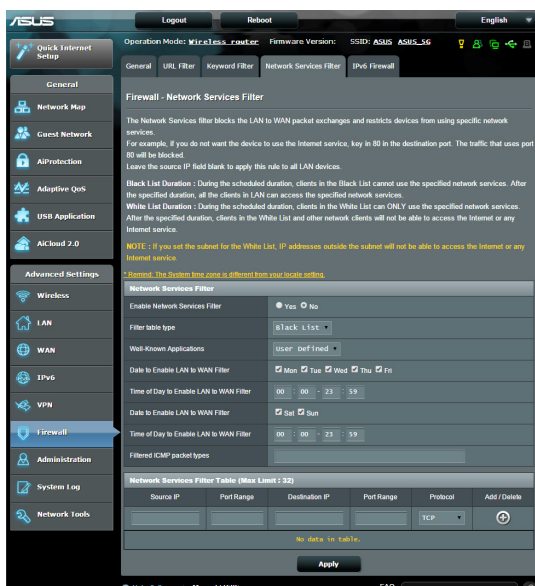 ASUS
Logout
Reboot
English
Quick Internet Setup
Operation Mode: Wireless router Firmware Version: SSID: ASUS ASUS_5G
General
URL Filter
Keyword Filter
Network Services Filter
IPv6 Firewall
General
Network Map
Guest Network
AiProtection
Adaptive QoS
USB Application
AiCloud 2.0
Advanced Settings
Wireless
LAN
WAN
IPv6
VPN
Firewall
Administration
System Log
Network Tools
Firewall - Network Services Filter
The Network Services filter blocks the LAN to WAN packet exchanges and restricts devices from using specific network
services.
For example, if you do not want the device to use the Internet service, key in 80 in the destination port. The traffic that uses port
80 will be blocked.
Leave the source IP field blank to apply this rule to all LAN devices.
Black List Duration : During the scheduled duration, clients in the Black List cannot use the specified network services. After
the specified duration, all the clients in LAN can access the specified network services.
White List Duration : During the scheduled duration, clients in the White List can ONLY use the specified network services.
After the specified duration, clients in the White List and other network clients will not be able to access the Internet or any
Internet service.
NOTE : If you set the subnet for the White List, IP addresses outside the subnet will not be able to access the Internet or any
Internet service.
* Remind: The System time zone is different from your locale setting.
Network Services Filter
Enable Network Services Filter Yes No
Filter table type Black List
Well-Known Applications User Defined
Date to Enable LAN to WAN Filter Mon Tue Wed Thu Fri
Time of Day to Enable LAN to WAN Filter 00 : 00 - 23 : 59
Date to Enable LAN to WAN Filter Sat Sun
Time of Day to Enable LAN to WAN Filter 00 : 00 - 23 : 59
Filtered ICMP packet types
Network Services Filter Table (Max Limit : 32)
Source IP Port Range Destination IP Port Range Protocol Add / Delete
TCP
No data in table.
Apply